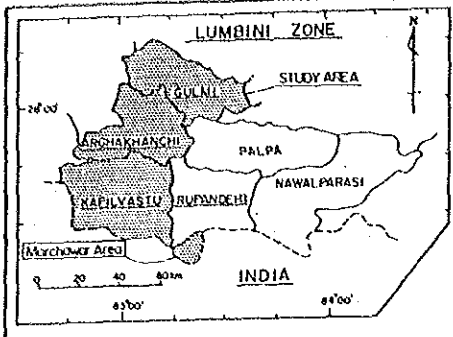 LUMBINI ZONE
N
GULMI
STUDY AREA
28°00'
ARGHAKHANCHI
PALPA
KAPILVASTU
RUPANDEHI
NAWALPARASI
Marchawar Area
0 20 40 60 km
INDIA
83°00'
84°00'